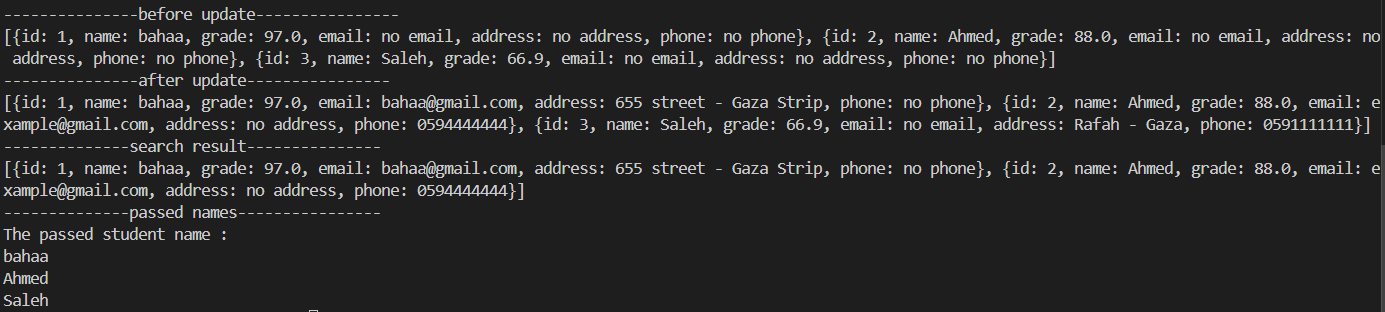 ---------------before update----------------
[{id: 1, name: bahaa, grade: 97.0, email: no email, address: no address, phone: no phone}, {id: 2, name: Ahmed, grade: 88.0, email: no email, address: no
 address, phone: no phone}, {id: 3, name: Saleh, grade: 66.9, email: no email, address: no address, phone: no phone}]
---------------after update----------------
[{id: 1, name: bahaa, grade: 97.0, email: bahaa@gmail.com, address: 655 street - Gaza Strip, phone: no phone}, {id: 2, name: Ahmed, grade: 88.0, email: e
xample@gmail.com, address: no address, phone: 0594444444}, {id: 3, name: Saleh, grade: 66.9, email: no email, address: Rafah - Gaza, phone: 0591111111}]
--------------search result---------------
[{id: 1, name: bahaa, grade: 97.0, email: bahaa@gmail.com, address: 655 street - Gaza Strip, phone: no phone}, {id: 2, name: Ahmed, grade: 88.0, email: e
xample@gmail.com, address: no address, phone: 0594444444}]
--------------passed names----------------
The passed student name :
bahaa
Ahmed
Saleh